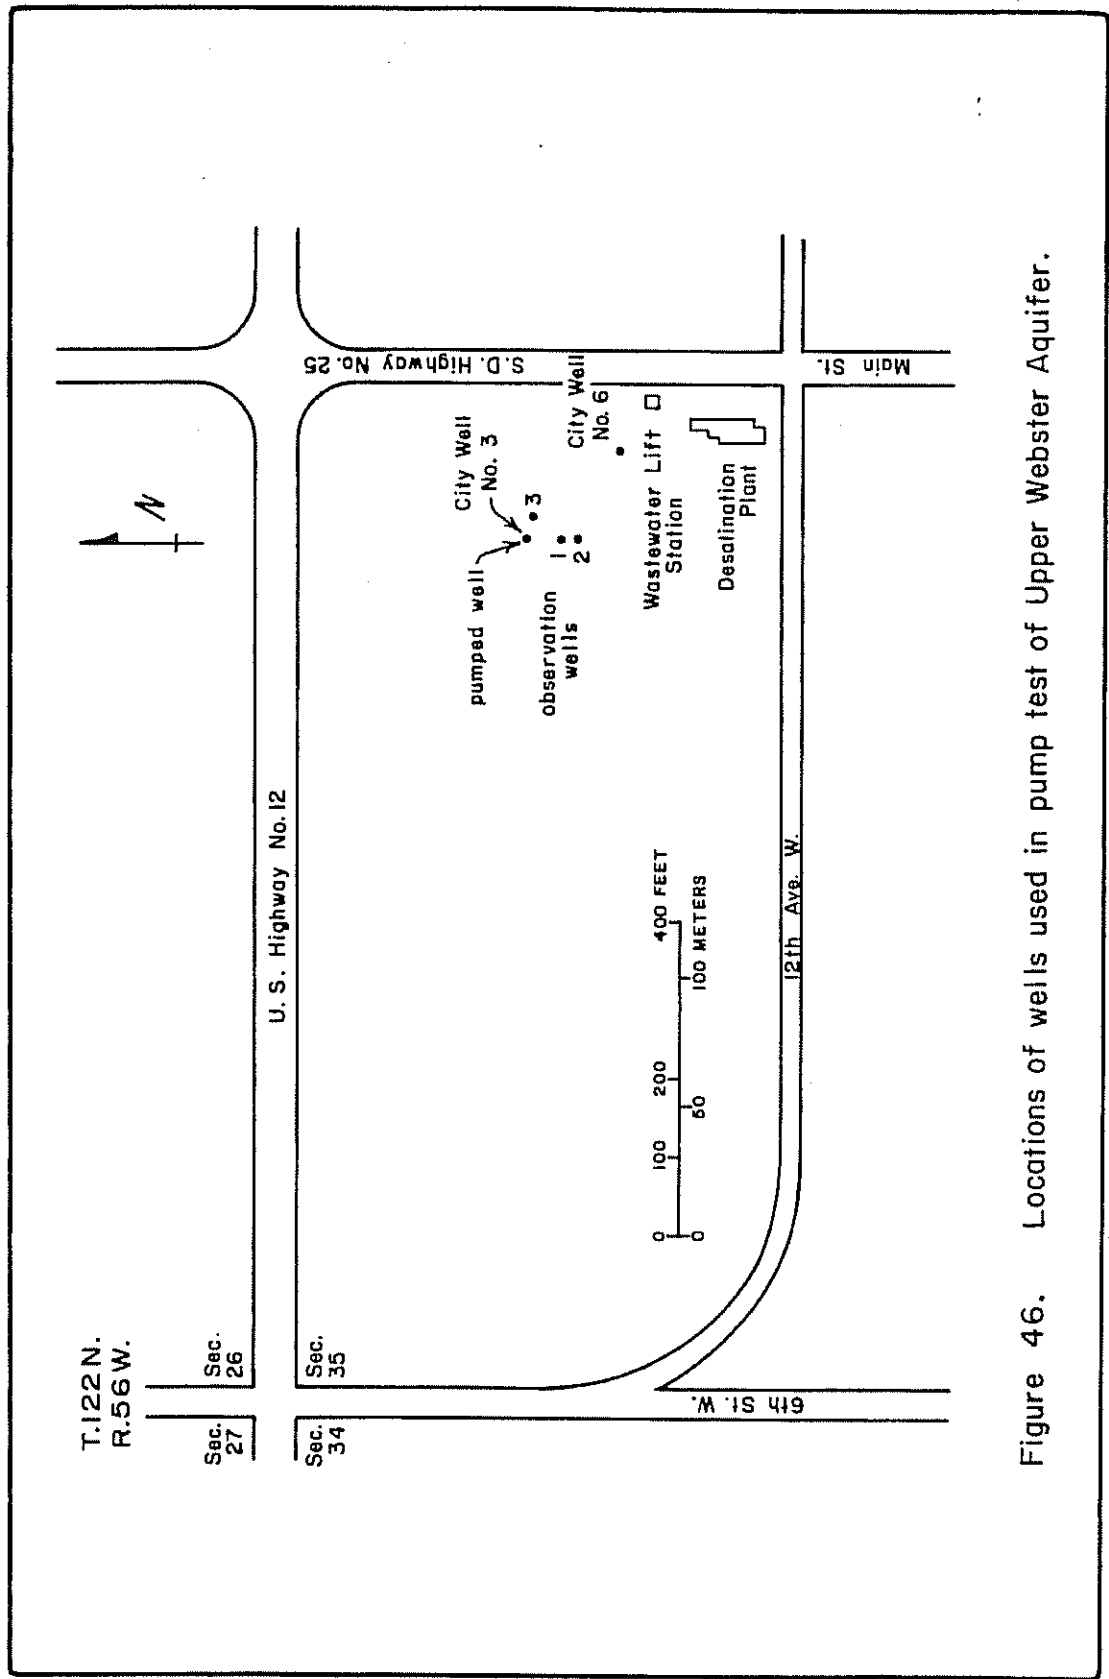 T.122N.
R.56W.
Sec.
27
Sec.
26
Sec.
34
Sec.
35
U.S. Highway No.12
N
S.D. Highway No.25
City Well
No. 3
pumped well
3
1
2
observation
wells
City Well
No. 6
Wastewater Lift
Station
Desalination
Plant
0 100 200 400 FEET
0 50 100 METERS
6th St. W.
12th Ave. W.
Main St.
Figure 46. Locations of wells used in pump test of Upper Webster Aquifer.